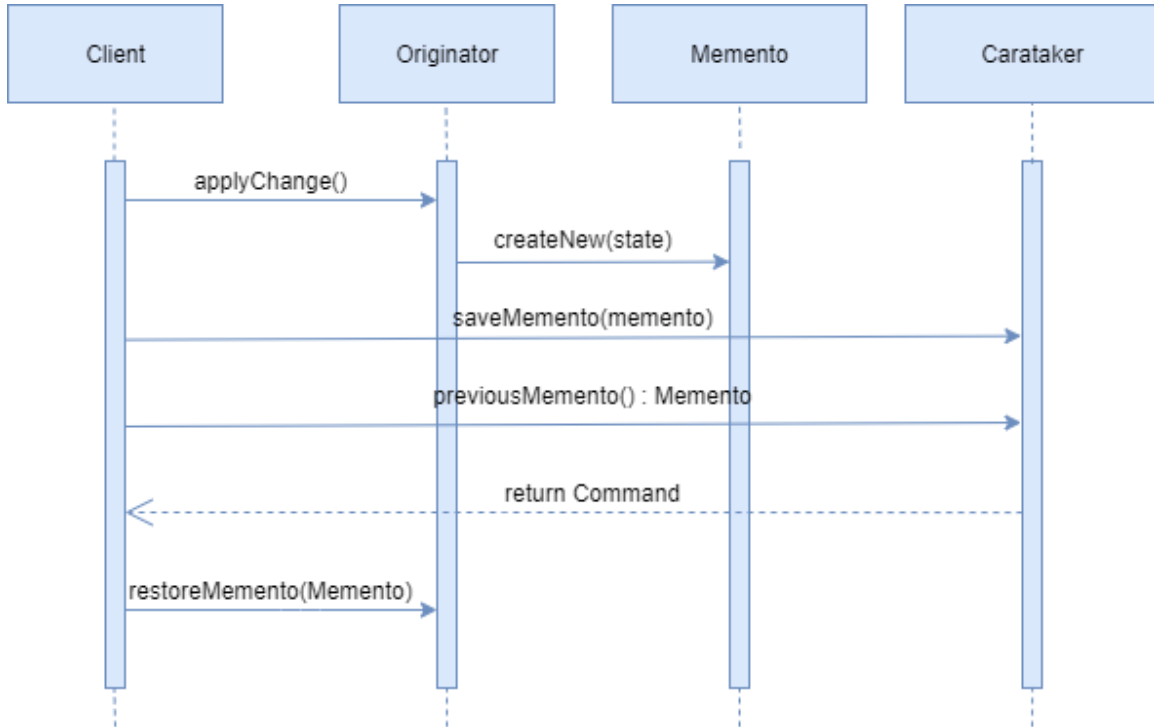 Client
Originator
Memento
Carataker
applyChange()
createNew(state)
saveMemento(memento)
previousMemento() : Memento
return Command
restoreMemento(Memento)